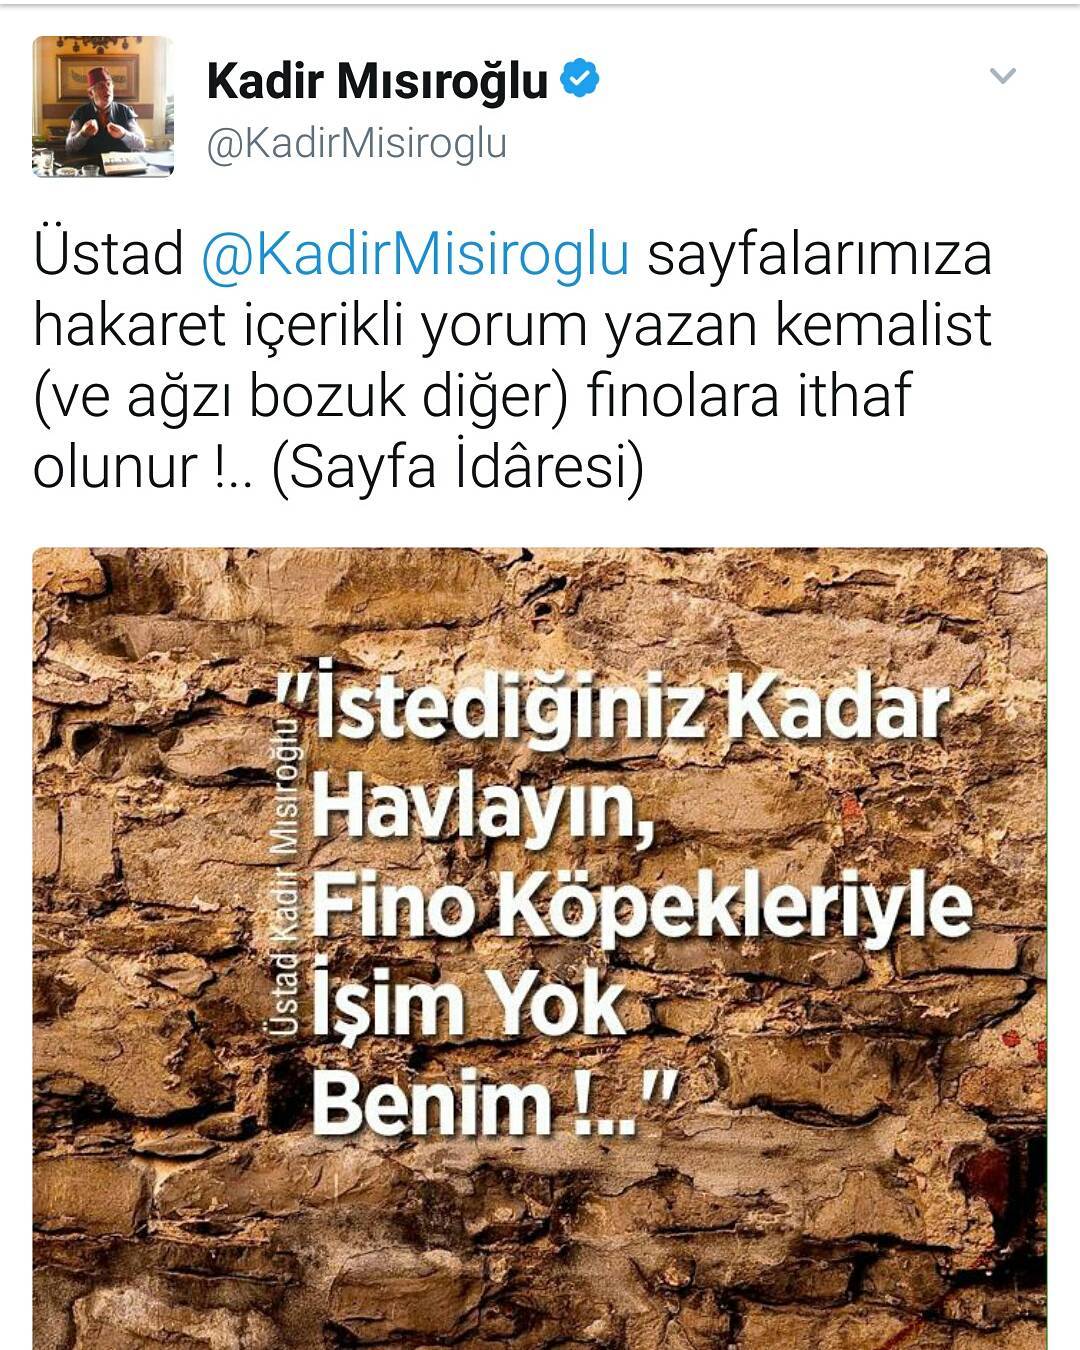 Kadir Mısıroğlu
@KadirMisiroglu
Üstad @KadirMisiroglu sayfalarımıza
hakaret içerikli yorum yazan kemalist
(ve ağzı bozuk diğer) finolara ithaf
olunur !.. (Sayfa İdâresi)
"İstediğiniz Kadar
Havlayın,
Fino Köpekleriyle
İşim Yok
Benim !.."
Üstad Kadir Mısıroğlu